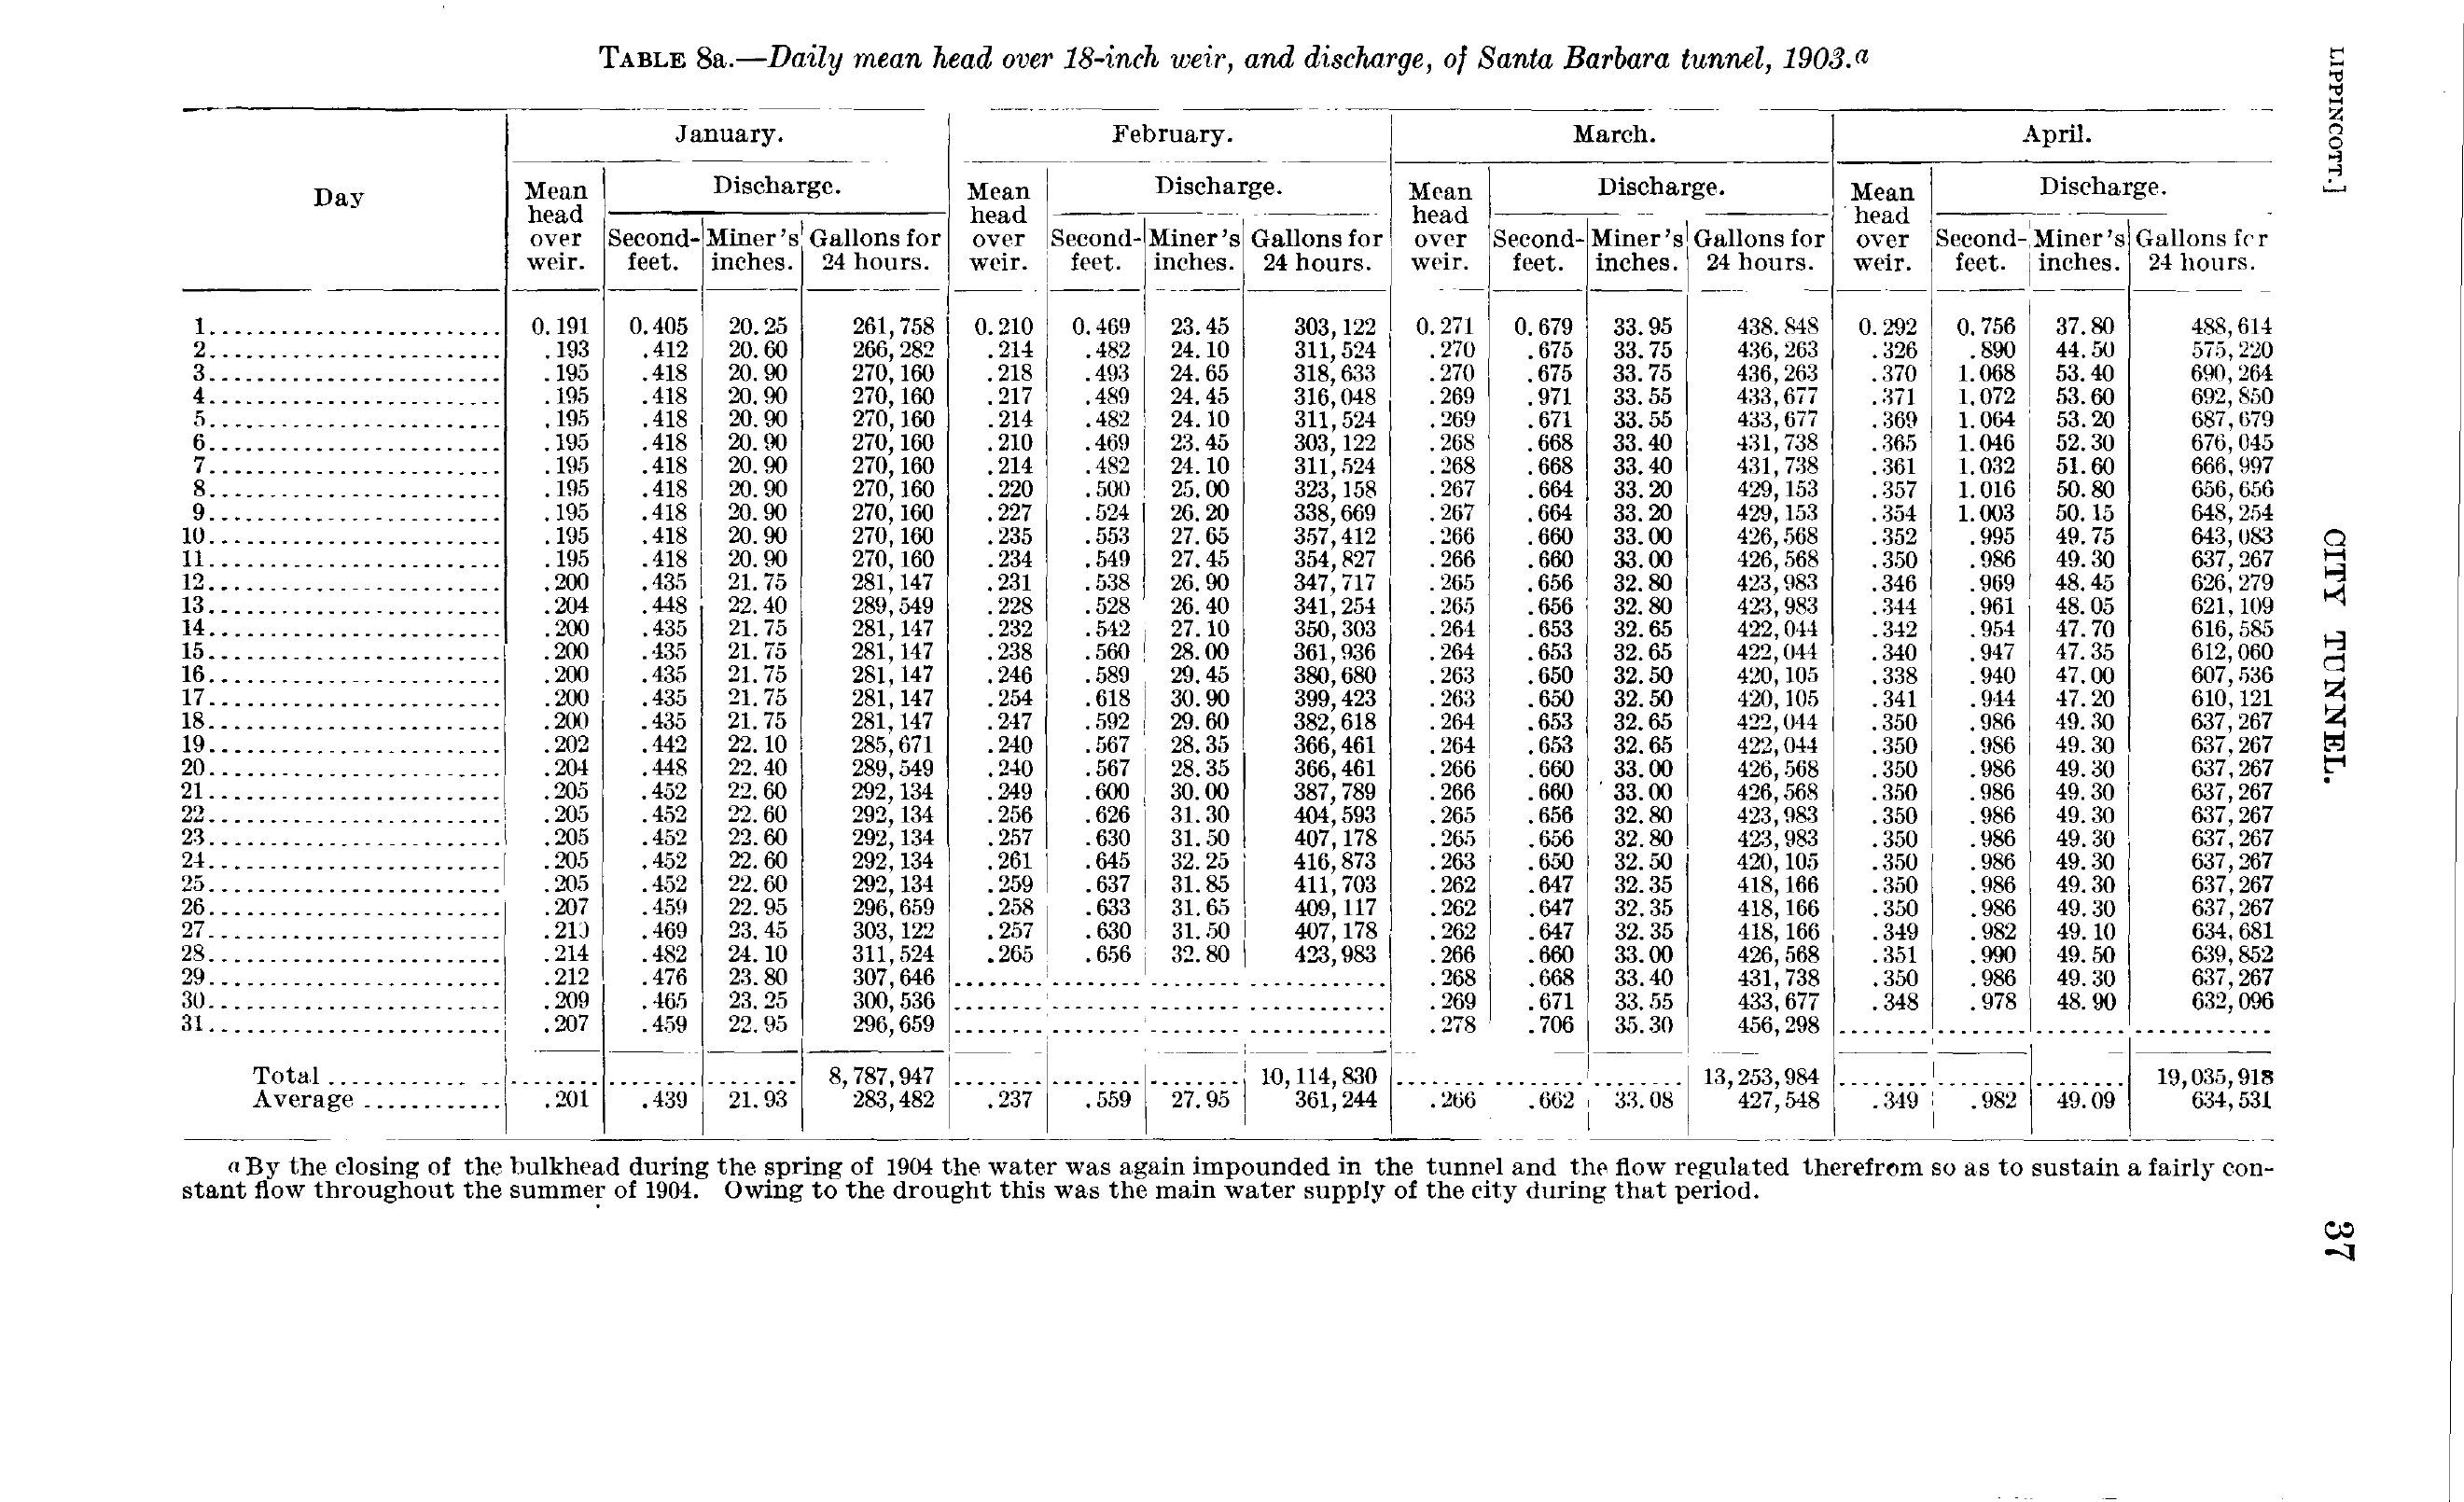 TABLE 8a.—Daily mean head over 18-inch weir, and discharge, of Santa Barbara tunnel, 1903.a
LIPPINCOTT.]
January. February. March. April.
Day Mean head over weir. Discharge. Mean head over weir. Discharge. Mean head over weir. Discharge. Mean head over weir. Discharge.
Second-feet. Miner's inches. Gallons for 24 hours. Second-feet. Miner's inches. Gallons for 24 hours. Second-feet. Miner's inches. Gallons for 24 hours. Second-feet. Miner's inches. Gallons for 24 hours.
1 0.191 0.405 20.25 261,758 0.210 0.469 23.45 303,122 0.271 0.679 33.95 438.848 0.292 0.756 37.80 488,614
2 .193 .412 20.60 266,282 .214 .482 24.10 311,524 .270 .675 33.75 436,263 .326 .890 44.50 575,220
3 .195 .418 20.90 270,160 .218 .493 24.65 318,633 .270 .675 33.75 436,263 .370 1.068 53.40 690,264
4 .195 .418 20.90 270,160 .217 .489 24.45 316,048 .269 .971 33.55 433,677 .371 1.072 53.60 692,850
5 .195 .418 20.90 270,160 .214 .482 24.10 311,524 .269 .671 33.55 433,677 .369 1.064 53.20 687,679
6 .195 .418 20.90 270,160 .210 .469 23.45 303,122 .268 .668 33.40 431,738 .365 1.046 52.30 676,045
7 .195 .418 20.90 270,160 .214 .482 24.10 311,524 .268 .668 33.40 431,738 .361 1.032 51.60 666,997
8 .195 .418 20.90 270,160 .220 .500 25.00 323,158 .267 .664 33.20 429,153 .357 1.016 50.80 656,656
9 .195 .418 20.90 270,160 .227 .524 26.20 338,669 .267 .664 33.20 429,153 .354 1.003 50.15 648,254
10 .195 .418 20.90 270,160 .235 .553 27.65 357,412 .266 .660 33.00 426,568 .352 .995 49.75 643,083
11 .195 .418 20.90 270,160 .234 .549 27.45 354,827 .266 .660 33.00 426,568 .350 .986 49.30 637,267
12 .200 .435 21.75 281,147 .231 .538 26.90 347,717 .265 .656 32.80 423,983 .346 .969 48.45 626,279
13 .204 .448 22.40 289,549 .228 .528 26.40 341,254 .265 .656 32.80 423,983 .344 .961 48.05 621,109
14 .200 .435 21.75 281,147 .232 .542 27.10 350,303 .264 .653 32.65 422,044 .342 .954 47.70 616,585
15 .200 .435 21.75 281,147 .238 .560 28.00 361,936 .264 .653 32.65 422,044 .340 .947 47.35 612,060
16 .200 .435 21.75 281,147 .246 .589 29.45 380,680 .263 .650 32.50 420,105 .338 .940 47.00 607,536
17 .200 .435 21.75 281,147 .254 .618 30.90 399,423 .263 .650 32.50 420,105 .341 .944 47.20 610,121
18 .200 .435 21.75 281,147 .247 .592 29.60 382,618 .264 .653 32.65 422,044 .350 .986 49.30 637,267
19 .202 .442 22.10 285,671 .240 .567 28.35 366,461 .264 .653 32.65 422,044 .350 .986 49.30 637,267
20 .204 .448 22.40 289,549 .240 .567 28.35 366,461 .266 .660 33.00 426,568 .350 .986 49.30 637,267
21 .205 .452 22.60 292,134 .249 .600 30.00 387,789 .266 .660 33.00 426,568 .350 .986 49.30 637,267
22 .205 .452 22.60 292,134 .256 .626 31.30 404,593 .265 .656 32.80 423,983 .350 .986 49.30 637,267
23 .205 .452 22.60 292,134 .257 .630 31.50 407,178 .265 .656 32.80 423,983 .350 .986 49.30 637,267
24 .205 .452 22.60 292,134 .261 .645 32.25 416,873 .263 .650 32.50 420,105 .350 .986 49.30 637,267
25 .205 .452 22.60 292,134 .259 .637 31.85 411,703 .262 .647 32.35 418,166 .350 .986 49.30 637,267
26 .207 .459 22.95 296,659 .258 .633 31.65 409,117 .262 .647 32.35 418,166 .350 .986 49.30 637,267
27 .210 .469 23.45 303,122 .257 .630 31.50 407,178 .262 .647 32.35 418,166 .349 .982 49.10 634,681
28 .214 .482 24.10 311,524 .265 .656 32.80 423,983 .266 .660 33.00 426,568 .351 .990 49.50 639,852
29 .212 .476 23.80 307,646 .268 .668 33.40 431,738 .350 .986 49.30 637,267
30 .209 .465 23.25 300,536 .269 .671 33.55 433,677 .348 .978 48.90 632,096
31 .207 .459 22.95 296,659 .278 .706 35.30 456,298
Total 8,787,947 10,114,830 13,253,984 19,035,918
Average .201 .439 21.93 283,482 .237 .559 27.95 361,244 .266 .662 33.08 427,548 .349 .982 49.09 634,531
a By the closing of the bulkhead during the spring of 1904 the water was again impounded in the tunnel and the flow regulated therefrom so as to sustain a fairly con-
stant flow throughout the summer of 1904. Owing to the drought this was the main water supply of the city during that period.
CITY TUNNEL.
37